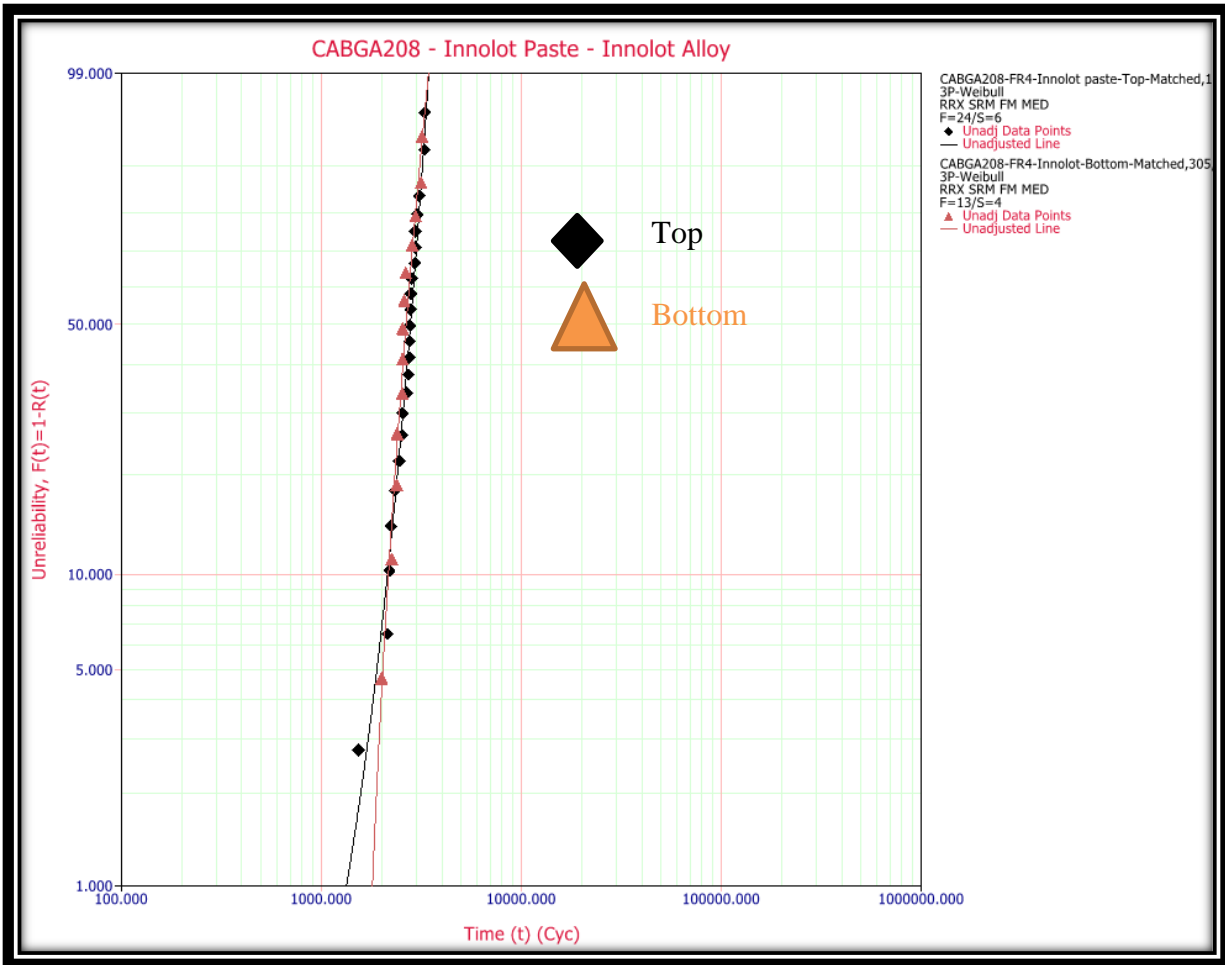 CABGA208 - Innolot Paste - Innolot Alloy
99.000
50.000
10.000
5.000
1.000
Unreliability, F(t)=1-R(t)
100.000
1000.000
10000.000
100000.000
1000000.000
Time (t) (Cyc)
Top
Bottom
CABGA208-FR4-Innolot paste-Top-Matched,1
3P-Weibull
RRX SRM FM MED
F=24/S=6
Unadj Data Points
Unadjusted Line
CABGA208-FR4-Innolot-Bottom-Matched,305,
3P-Weibull
RRX SRM FM MED
F=13/S=4
Unadj Data Points
Unadjusted Line